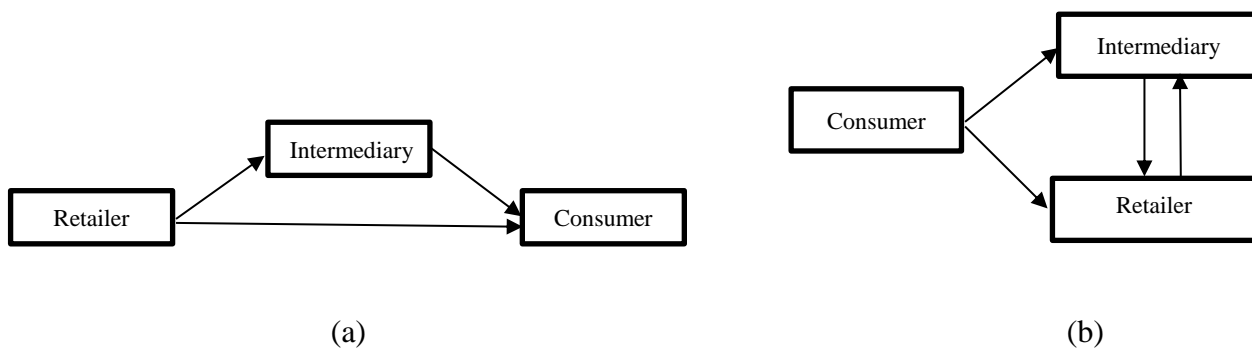 Intermediary
Retailer
Consumer
(a)
Intermediary
Consumer
Retailer
(b)